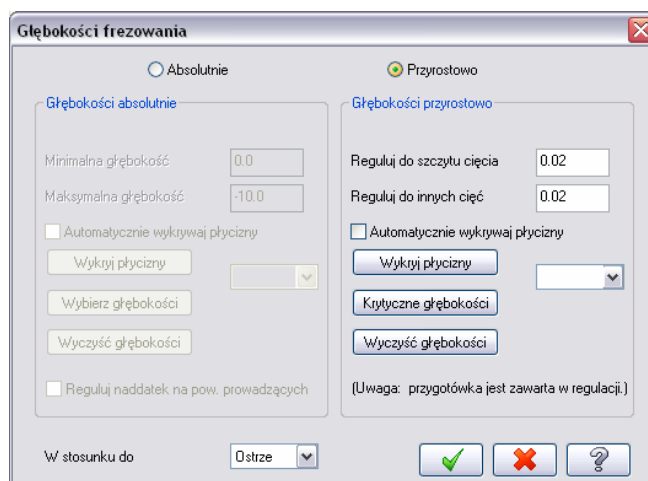 Głębokości frezowania
Absolutnie
Przyrostowo
Głębokości absolutnie
Minimalna głębokość 0.0
Maksymalna głębokość -10.0
Automatycznie wykrywaj płycizny
Wykryj płycizny
Wybierz głębokości
Wyczyść głębokości
Reguluj naddatek na pow. prowadzących
Głębokości przyrostowo
Reguluj do szczytu cięcia 0.02
Reguluj do innych cięć 0.02
Automatycznie wykrywaj płycizny
Wykryj płycizny
Krytyczne głębokości
Wyczyść głębokości
(Uwaga: przygotówka jest zawarta w regulacji.)
W stosunku do Ostrze